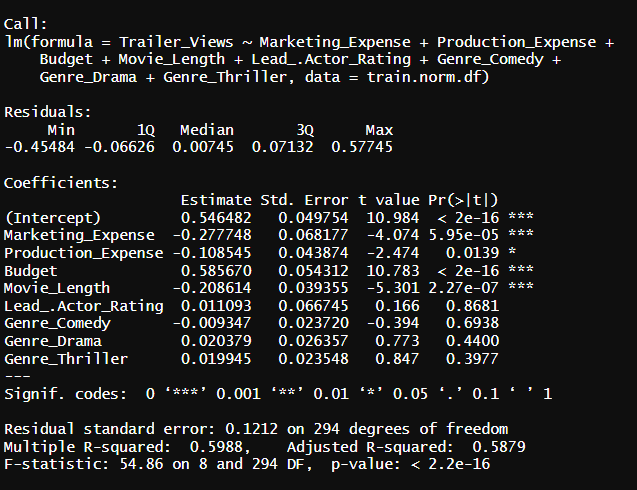 Call:
lm(formula = Trailer_Views ~ Marketing_Expense + Production_Expense +
    Budget + Movie_Length + Lead_.Actor_Rating + Genre_Comedy +
    Genre_Drama + Genre_Thriller, data = train.norm.df)

Residuals:
     Min       1Q   Median       3Q      Max
-0.45484 -0.06626  0.00745  0.07132  0.57745

Coefficients:
                    Estimate Std. Error t value Pr(>|t|)
(Intercept)         0.546482   0.049754  10.984  < 2e-16 ***
Marketing_Expense  -0.277748   0.068177  -4.074 5.95e-05 ***
Production_Expense -0.108545   0.043874  -2.474   0.0139 *
Budget              0.585670   0.054312  10.783  < 2e-16 ***
Movie_Length       -0.208614   0.039355  -5.301 2.27e-07 ***
Lead_.Actor_Rating  0.011093   0.066745   0.166   0.8681
Genre_Comedy       -0.009347   0.023720  -0.394   0.6938
Genre_Drama         0.020379   0.026357   0.773   0.4400
Genre_Thriller      0.019945   0.023548   0.847   0.3977
---
Signif. codes:  0 ‘***’ 0.001 ‘**’ 0.01 ‘*’ 0.05 ‘.’ 0.1 ‘ ’ 1

Residual standard error: 0.1212 on 294 degrees of freedom
Multiple R-squared:  0.5988,    Adjusted R-squared:  0.5879
F-statistic: 54.86 on 8 and 294 DF,  p-value: < 2.2e-16